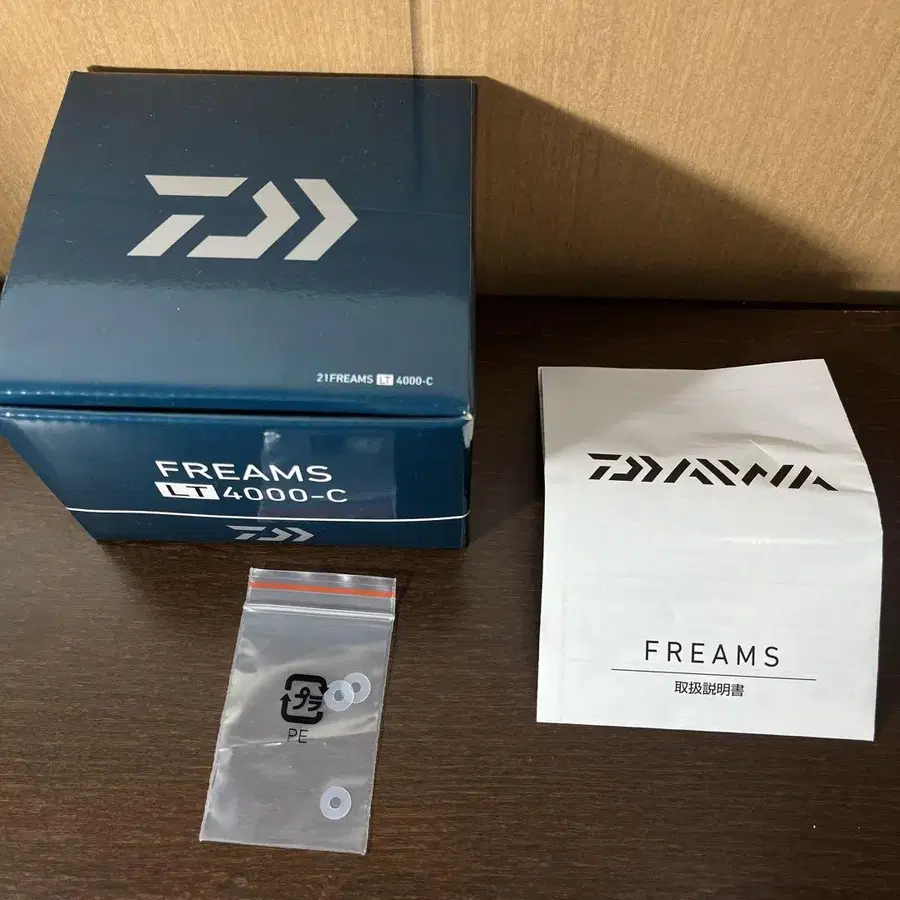 21FREAMS LT 4000-C
FREAMS
LT 4000-C
DAIWA
FREAMS
取扱説明書
プラ
PE